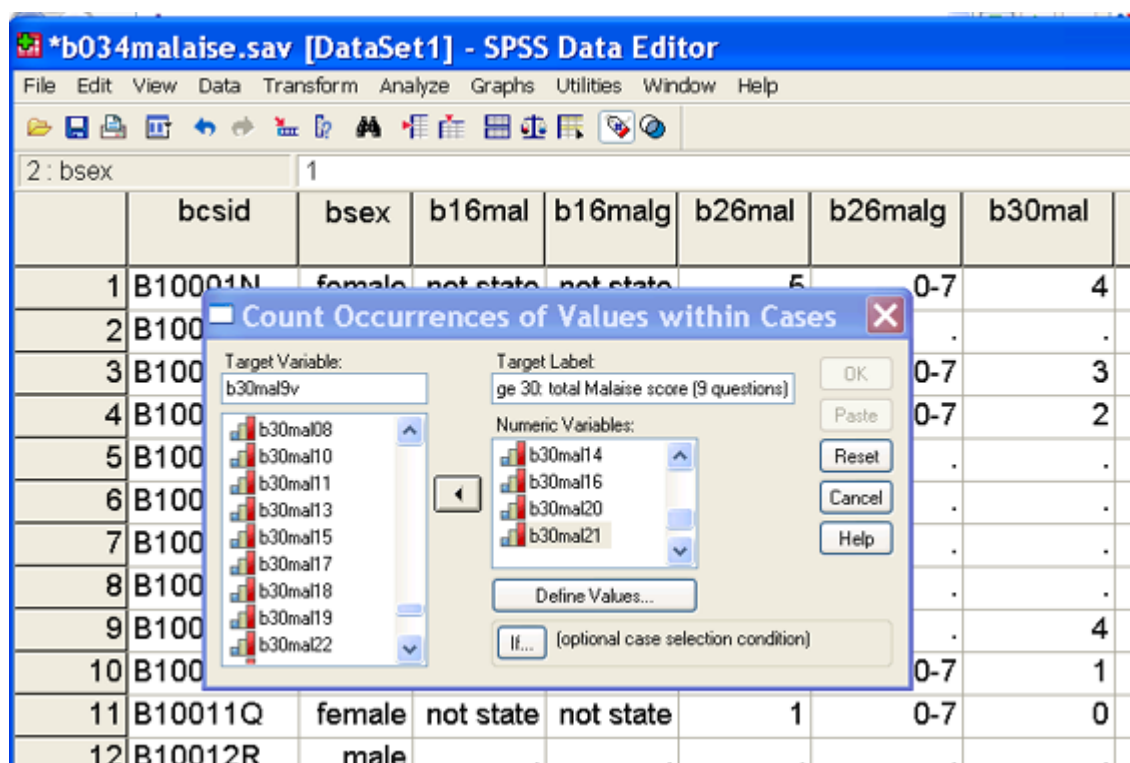 *b034malaise.sav [DataSet1] - SPSS Data Editor
File Edit View Data Transform Analyze Graphs Utilities Window Help
2 : bsex 1
bcsid bsex b16mal b16malg b26mal b26malg b30mal
1 B10001N female not state not state 5 0-7 4
Count Occurrences of Values within Cases
2 B100 . .
Target Variable: Target Label:
3 B100 b30mal9v ge 30: total Malaise score (9 questions) OK 0-7 3
4 B100 b30mal08 Numeric Variables: Paste 0-7 2
5 B100 b30mal10 b30mal14 Reset . .
b30mal11 b30mal16
6 B100 b30mal13 b30mal20 Cancel . .
7 B100 b30mal15 b30mal21 Help . .
b30mal17
8 B100 b30mal18 Define Values... . .
9 B100 b30mal19 If... (optional case selection condition) . 4
b30mal22
10 B100 0-7 1
11 B10011Q female not state not state 1 0-7 0
12 B10012R male . . . . .